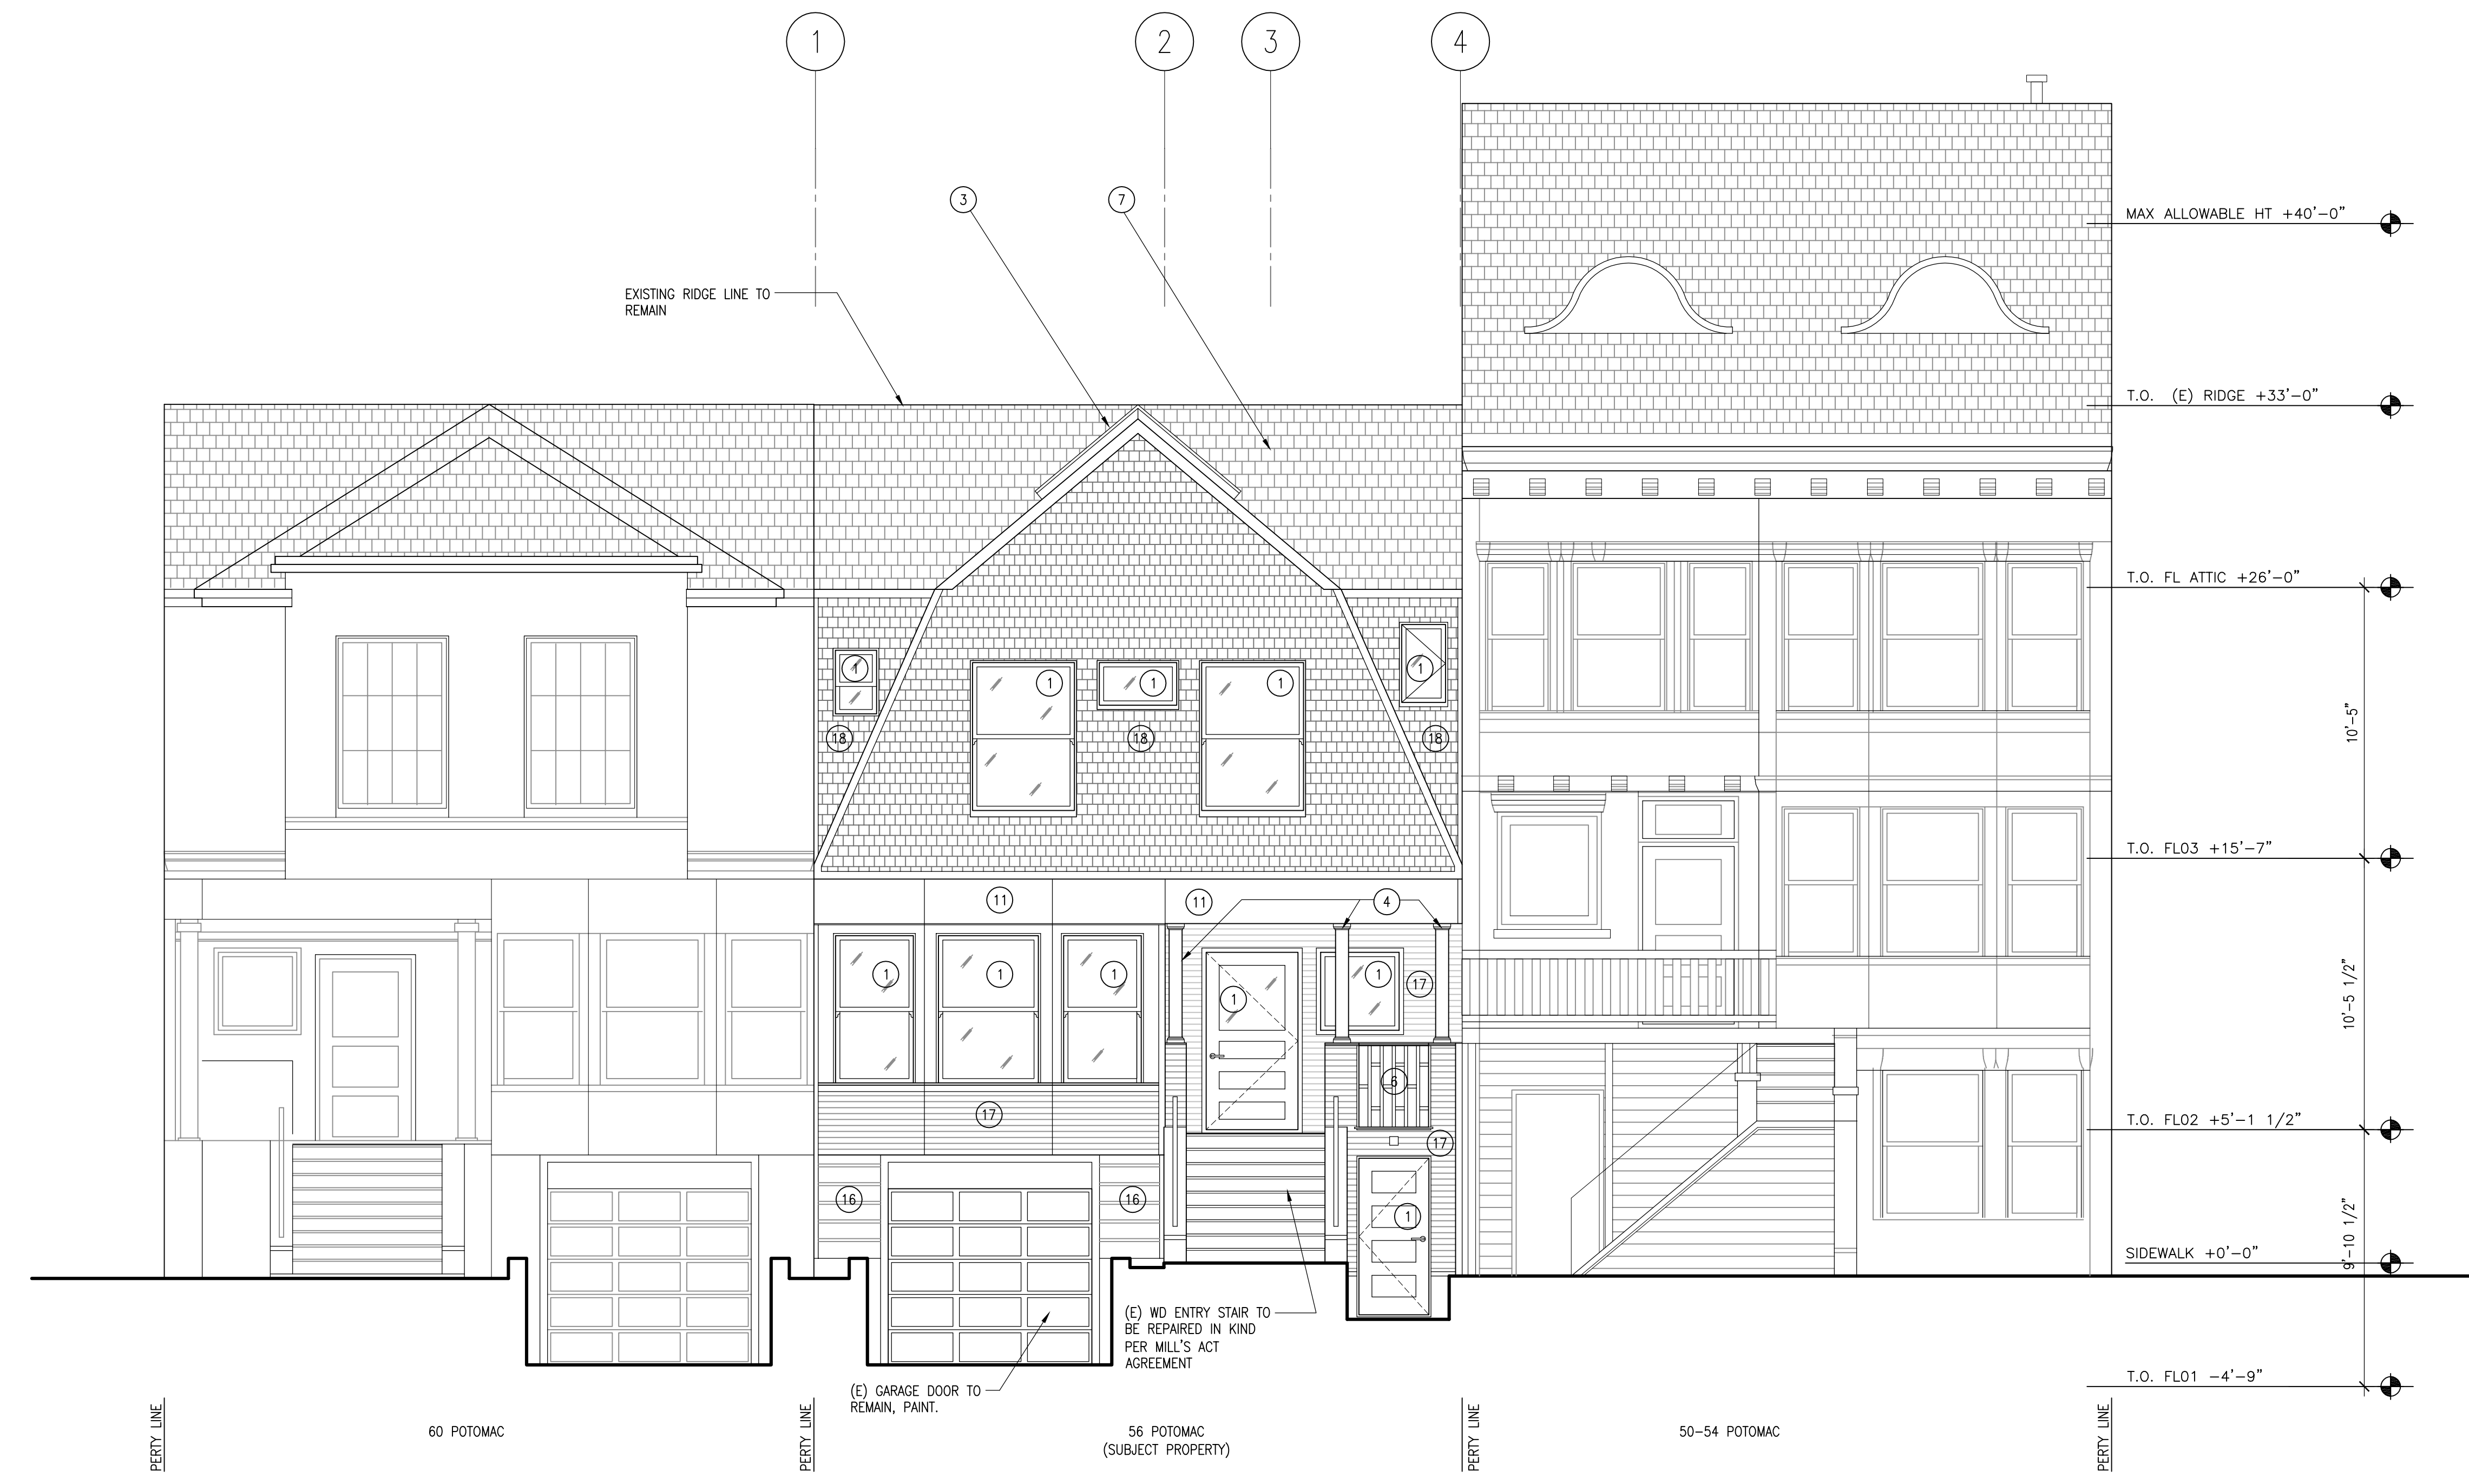 1
2
3
4
3
7
MAX ALLOWABLE HT +40'-0"
EXISTING RIDGE LINE TO
REMAIN
T.O. (E) RIDGE +33'-0"
T.O. FL ATTIC +26'-0"
1
1
1
1
1
18
18
18
10'-5"
T.O. FL03 +15'-7"
11
11
4
1
1
1
1
1
17
10'-5 1/2"
6
17
17
T.O. FL02 +5'-1 1/2"
16
16
1
9'-10 1/2"
SIDEWALK +0'-0"
(E) WD ENTRY STAIR TO
BE REPAIRED IN KIND
PER MILL'S ACT
AGREEMENT
(E) GARAGE DOOR TO
REMAIN, PAINT.
T.O. FL01 -4'-9"
PERTY LINE
60 POTOMAC
PERTY LINE
56 POTOMAC
(SUBJECT PROPERTY)
PERTY LINE
50-54 POTOMAC
PERTY LINE